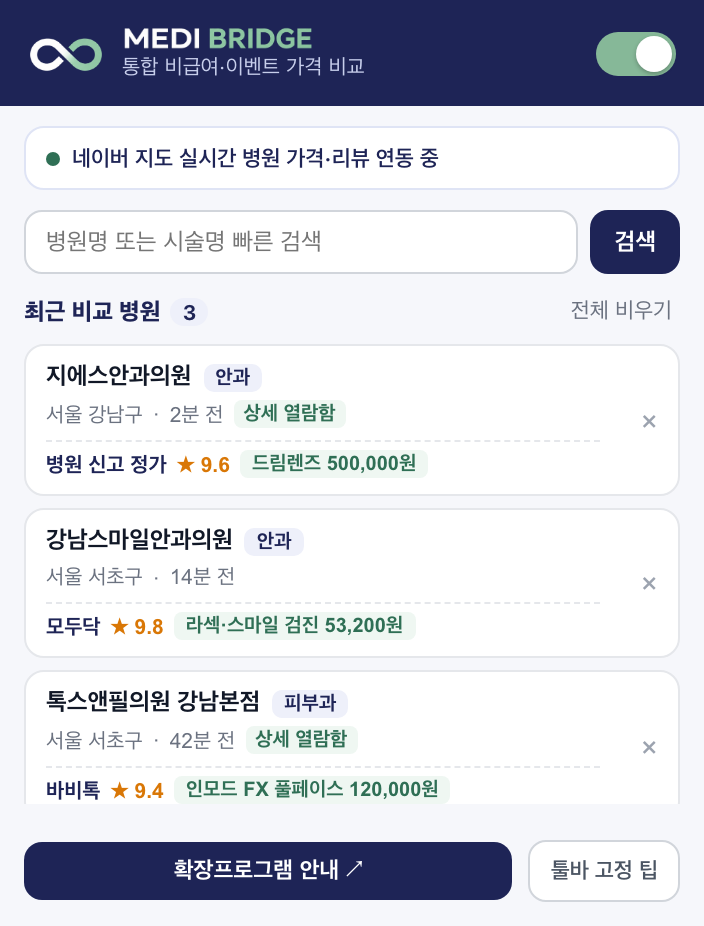 MEDI BRIDGE
통합 비급여·이벤트 가격 비교
네이버 지도 실시간 병원 가격·리뷰 연동 중
병원명 또는 시술명 빠른 검색
검색
최근 비교 병원 3
전체 비우기
지에스안과의원 안과
서울 강남구 · 2분 전 상세 열람함
×
병원 신고 정가 ★ 9.6 드림렌즈 500,000원
강남스마일안과의원 안과
서울 서초구 · 14분 전
×
모두닥 ★ 9.8 라섹·스마일 검진 53,200원
톡스앤필의원 강남본점 피부과
서울 서초구 · 42분 전 상세 열람함
×
바비톡 ★ 9.4 인모드 FX 풀페이스 120,000원
확장프로그램 안내 ↗
툴바 고정 팁